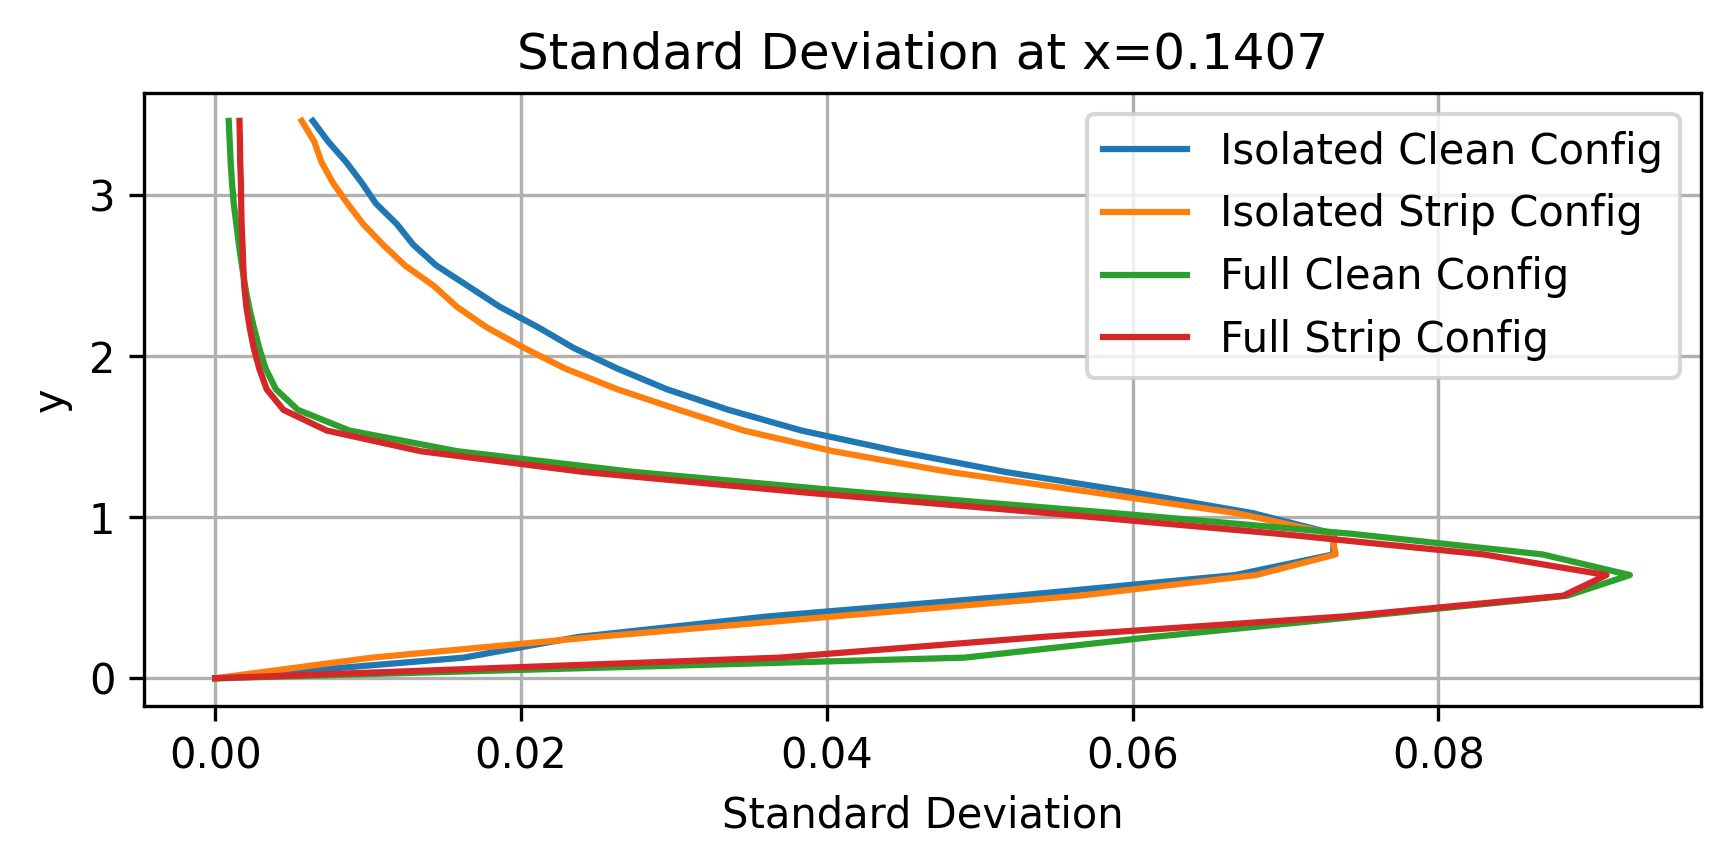 Standard Deviation at x=0.1407
Isolated Clean Config
Isolated Strip Config
Full Clean Config
Full Strip Config
y
3
2
1
0
0.00 0.02 0.04 0.06 0.08
Standard Deviation